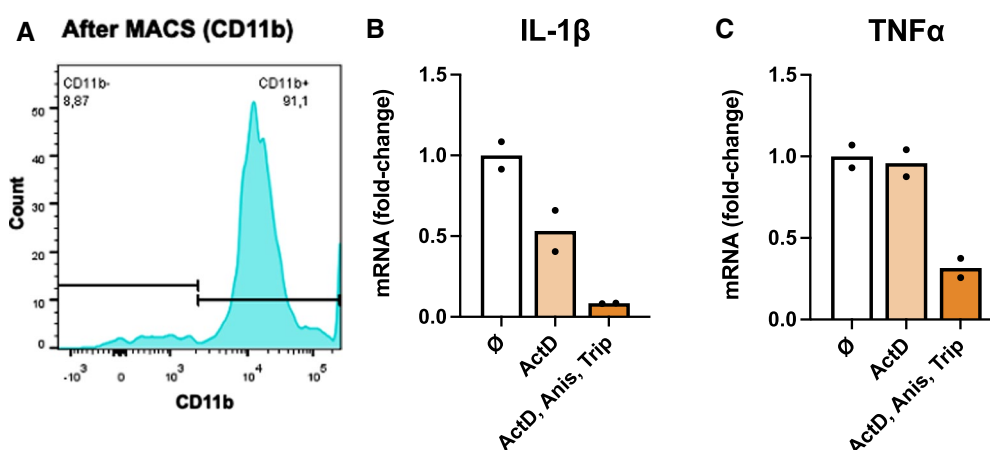 A
After MACS (CD11b)
CD11b-
8,87
CD11b+
91,1
Count
50
40
30
20
10
0
-10³
0
10³
10⁴
10⁵
CD11b
B
IL-1β
mRNA (fold-change)
1.5
1.0
0.5
0.0
Ø
ActD
ActD, Anis, Trip
C
TNFα
mRNA (fold-change)
1.5
1.0
0.5
0.0
Ø
ActD
ActD, Anis, Trip